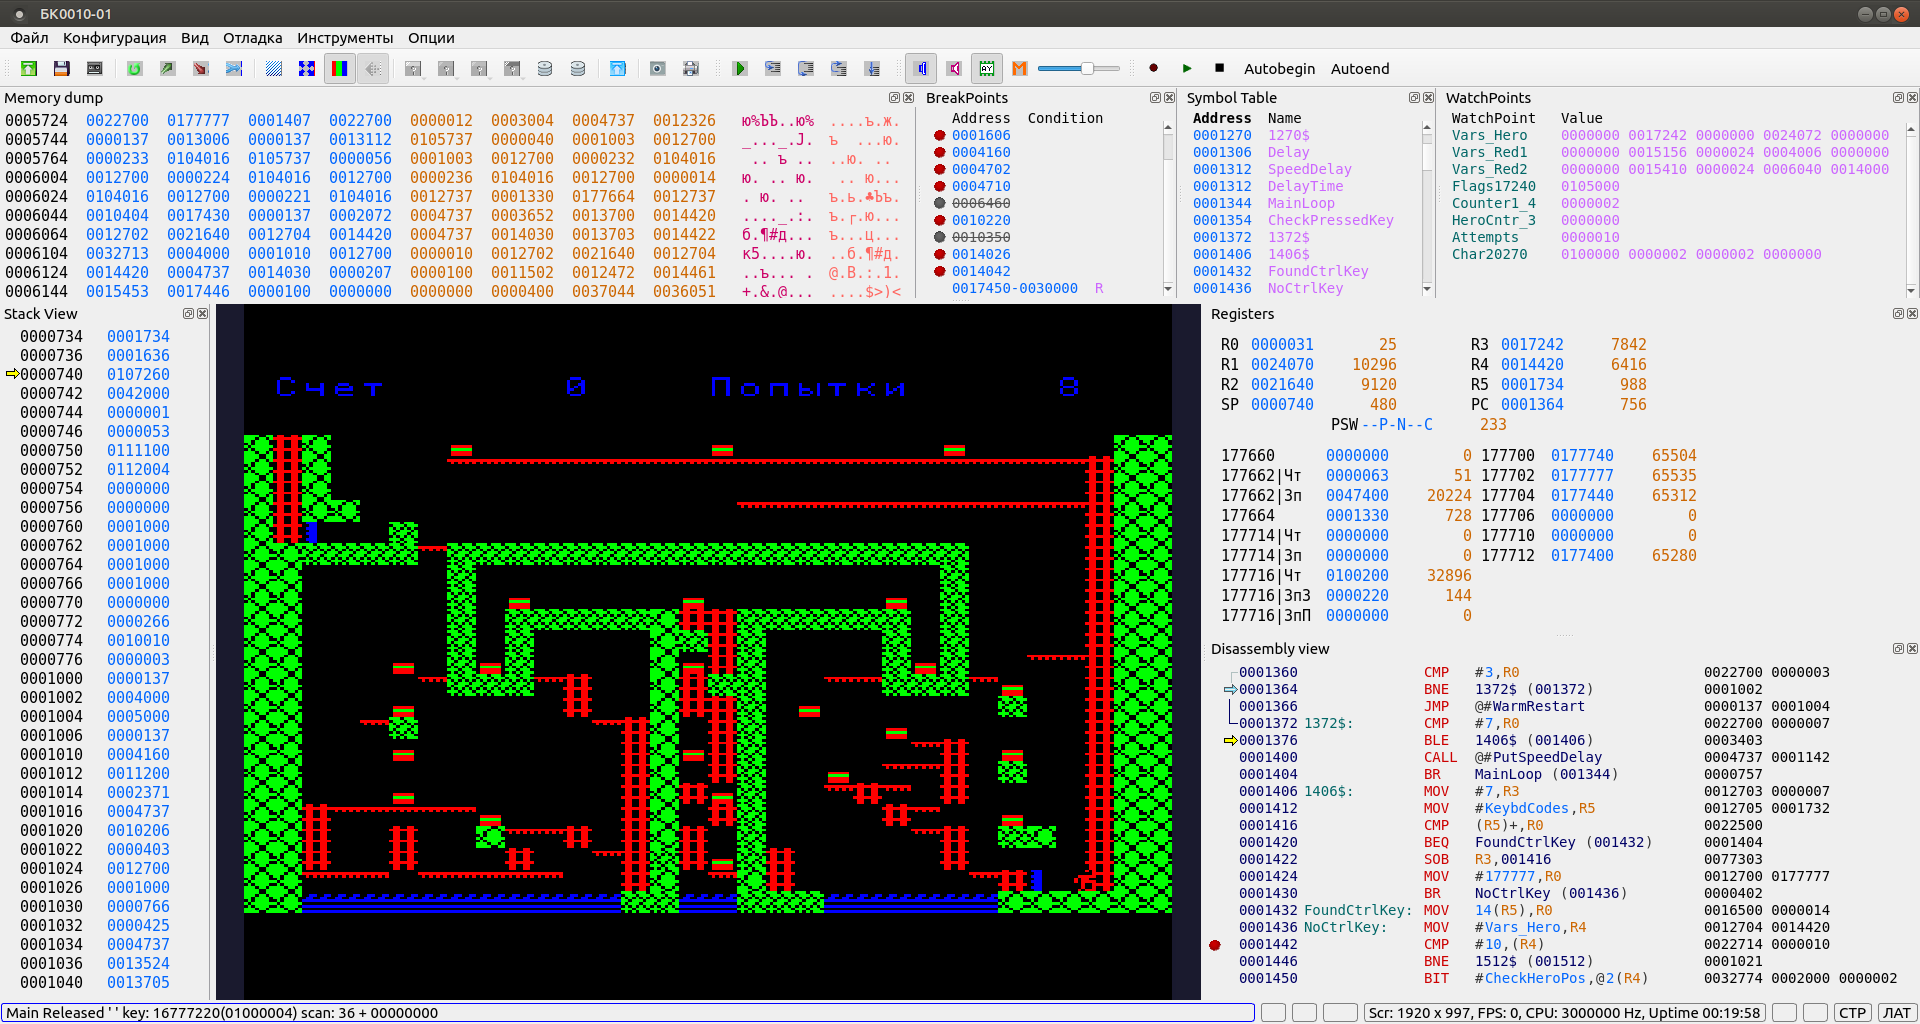 БК0010-01
Файл Конфигурация Вид Отладка Инструменты Опции
Autobegin Autoend
Memory dump
0005724 0022700 0177777 0001407 0022700 0000012 0003004 0004737 0012326
0005744 0000137 0013006 0000137 0013112 0105737 0000040 0001003 0012700
0005764 0000233 0104016 0105737 0000056 0001003 0012700 0000232 0104016
0006004 0012700 0000224 0104016 0012700 0000236 0104016 0012700 0000014
0006024 0104016 0012700 0000221 0104016 0012737 0001330 0177664 0012737
0006044 0010404 0017430 0000137 0002072 0004737 0003652 0013700 0014420
0006064 0012702 0021640 0012704 0014420 0004737 0014030 0013703 0014422
0006104 0032713 0004000 0001010 0012700 0000010 0012702 0021640 0012704
0006124 0014420 0004737 0014030 0000207 0000100 0011502 0012472 0014461
0006144 0015453 0017446 0000100 0000000 0000000 0000400 0037044 0036051
BreakPoints
Address Condition
0001606
0004160
0004702
0004710
0006460
0010220
0010350
0014026
0014042
0017450-0030000 R
Symbol Table
Address Name
0001270 1270$
0001306 Delay
0001312 SpeedDelay
0001312 DelayTime
0001344 MainLoop
0001354 CheckPressedKey
0001372 1372$
0001406 1406$
0001432 FoundCtrlKey
0001436 NoCtrlKey
WatchPoints
WatchPoint Value
Vars_Hero 0000000 0017242 0000000 0024072 0000000
Vars_Red1 0000000 0015156 0000024 0004006 0000000
Vars_Red2 0000000 0015410 0000024 0006040 0014000
Flags17240 0105000
Counter1_4 0000002
HeroCntr_3 0000000
Attempts 0000010
Char20270 0100000 0000002 0000002 0000000
Stack View
0000734 0001734
0000736 0001636
0000740 0107260
0000742 0042000
0000744 0000001
0000746 0000053
0000750 0111100
0000752 0112004
0000754 0000000
0000756 0000000
0000760 0001000
0000762 0001000
0000764 0001000
0000766 0001000
0000770 0000000
0000772 0000266
0000774 0010010
0000776 0000003
0001000 0000137
0001002 0004000
0001004 0005000
0001006 0000137
0001010 0004160
0001012 0011200
0001014 0002371
0001016 0004737
0001020 0010206
0001022 0000403
0001024 0012700
0001026 0001000
0001030 0000766
0001032 0000425
0001034 0004737
0001036 0013524
0001040 0013705
Счет 0 Попытки 8
Registers
R0 0000031 25 R3 0017242 7842
R1 0024070 10296 R4 0014420 6416
R2 0021640 9120 R5 0001734 988
SP 0000740 480 PC 0001364 756
PSW --P-N--C 233
177660 0000000 0 177700 0177740 65504
177662|Чт 0000063 51 177702 0177777 65535
177662|Зп 0047400 20224 177704 0177440 65312
177664 0001330 728 177706 0000000 0
177714|Чт 0000000 0 177710 0000000 0
177714|Зп 0000000 0 177712 0177400 65280
177716|Чт 0100200 32896
177716|ЗпЗ 0000220 144
177716|ЗпП 0000000 0
Disassembly view
0001360 CMP #3,R0 0022700 0000003
0001364 BNE 1372$ (001372) 0001002
0001366 JMP @#WarmRestart 0000137 0001004
0001372 1372$: CMP #7,R0 0022700 0000007
0001376 BLE 1406$ (001406) 0003403
0001400 CALL @#PutSpeedDelay 0004737 0001142
0001404 BR MainLoop (001344) 0000757
0001406 1406$: MOV #7,R3 0012703 0000007
0001412 MOV #KeybdCodes,R5 0012705 0001732
0001416 CMP (R5)+,R0 0022500
0001420 BEQ FoundCtrlKey (001432) 0001404
0001422 SOB R3,001416 0077303
0001424 MOV #177777,R0 0012700 0177777
0001430 BR NoCtrlKey (001436) 0000402
0001432 FoundCtrlKey: MOV 14(R5),R0 0016500 0000014
0001436 NoCtrlKey: MOV #Vars_Hero,R4 0012704 0014420
0001442 CMP #10,(R4) 0022714 0000010
0001446 BNE 1512$ (001512) 0001021
0001450 BIT #CheckHeroPos,@2(R4) 0032774 0002000 0000002
Main Released ' ' key: 16777220(01000004) scan: 36 + 00000000
Scr: 1920 x 997, FPS: 0, CPU: 3000000 Hz, Uptime 00:19:58
СТР ЛАТ